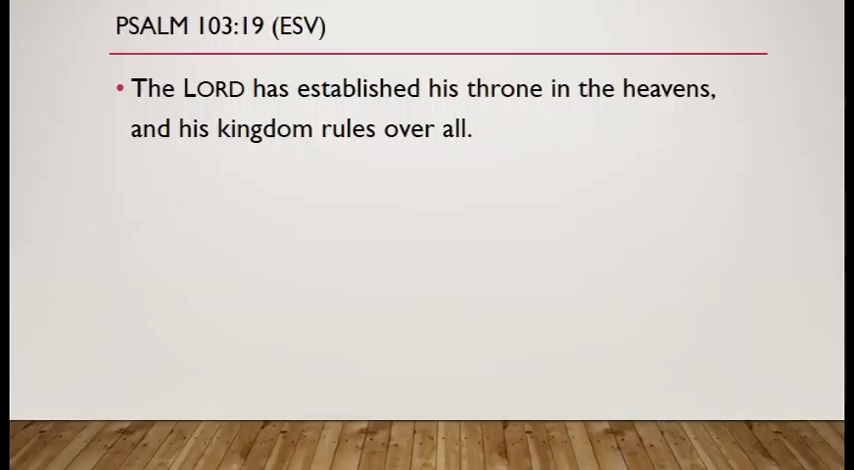 PSALM 103:19 (ESV)
• The LORD has established his throne in the heavens,
and his kingdom rules over all.